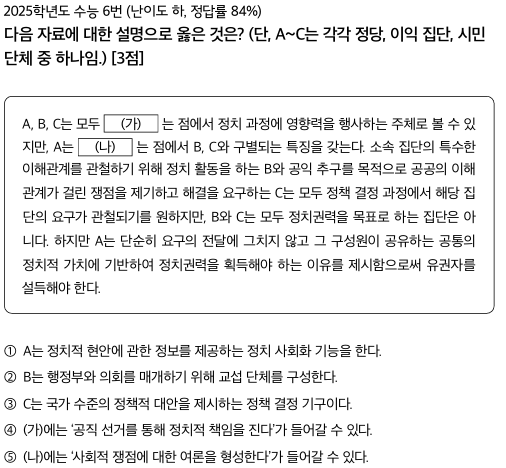 2025학년도 수능 6번 (난이도 하, 정답률 84%)
다음 자료에 대한 설명으로 옳은 것은? (단, A~C는 각각 정당, 이익 집단, 시민
단체 중 하나임.) [3점]
A, B, C는 모두 (가) 는 점에서 정치 과정에 영향력을 행사하는 주체로 볼 수 있
지만, A는 (나) 는 점에서 B, C와 구별되는 특징을 갖는다. 소속 집단의 특수한
이해관계를 관철하기 위해 정치 활동을 하는 B와 공익 추구를 목적으로 공공의 이해
관계가 걸린 쟁점을 제기하고 해결을 요구하는 C는 모두 정책 결정 과정에서 해당 집
단의 요구가 관철되기를 원하지만, B와 C는 모두 정치권력을 목표로 하는 집단은 아
니다. 하지만 A는 단순히 요구의 전달에 그치지 않고 그 구성원이 공유하는 공통의
정치적 가치에 기반하여 정치권력을 획득해야 하는 이유를 제시함으로써 유권자를
설득해야 한다.
① A는 정치적 현안에 관한 정보를 제공하는 정치 사회화 기능을 한다.
② B는 행정부와 의회를 매개하기 위해 교섭 단체를 구성한다.
③ C는 국가 수준의 정책적 대안을 제시하는 정책 결정 기구이다.
④ (가)에는 ‘공직 선거를 통해 정치적 책임을 진다’가 들어갈 수 있다.
⑤ (나)에는 ‘사회적 쟁점에 대한 여론을 형성한다’가 들어갈 수 있다.